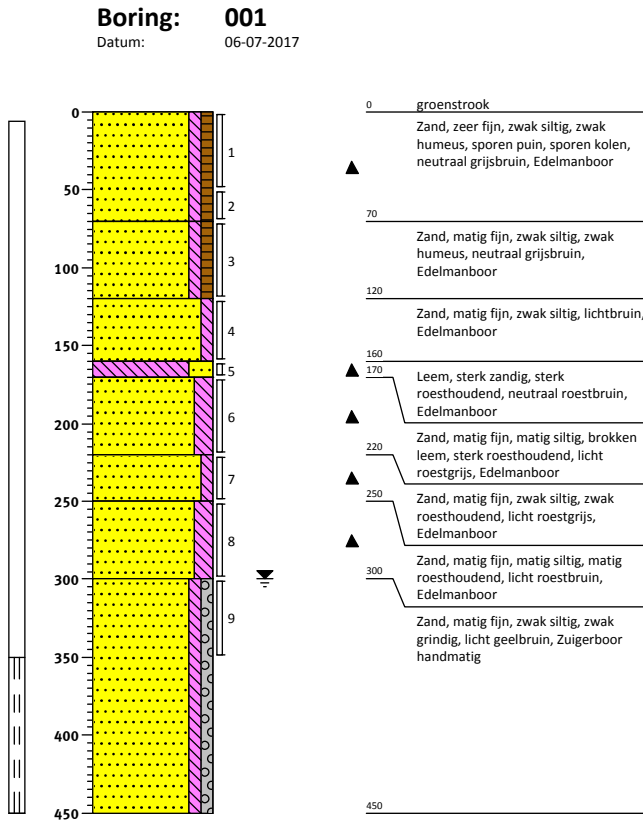 Boring: 001
Datum: 06-07-2017
0
50
100
150
200
250
300
350
400
450
1
2
3
4
5
6
7
8
9
0 groenstrook
Zand, zeer fijn, zwak siltig, zwak
humeus, sporen puin, sporen kolen,
neutraal grijsbruin, Edelmanboor
70
Zand, matig fijn, zwak siltig, zwak
humeus, neutraal grijsbruin,
Edelmanboor
120
Zand, matig fijn, zwak siltig, lichtbruin,
Edelmanboor
160
170
Leem, sterk zandig, sterk
roesthoudend, neutraal roestbruin,
Edelmanboor
Zand, matig fijn, matig siltig, brokken
220
leem, sterk roesthoudend, licht
roestgrijs, Edelmanboor
250
Zand, matig fijn, zwak siltig, zwak
roesthoudend, licht roestgrijs,
Edelmanboor
Zand, matig fijn, matig siltig, matig
300
roesthoudend, licht roestbruin,
Edelmanboor
Zand, matig fijn, zwak siltig, zwak
grindig, licht geelbruin, Zuigerboor
handmatig
450